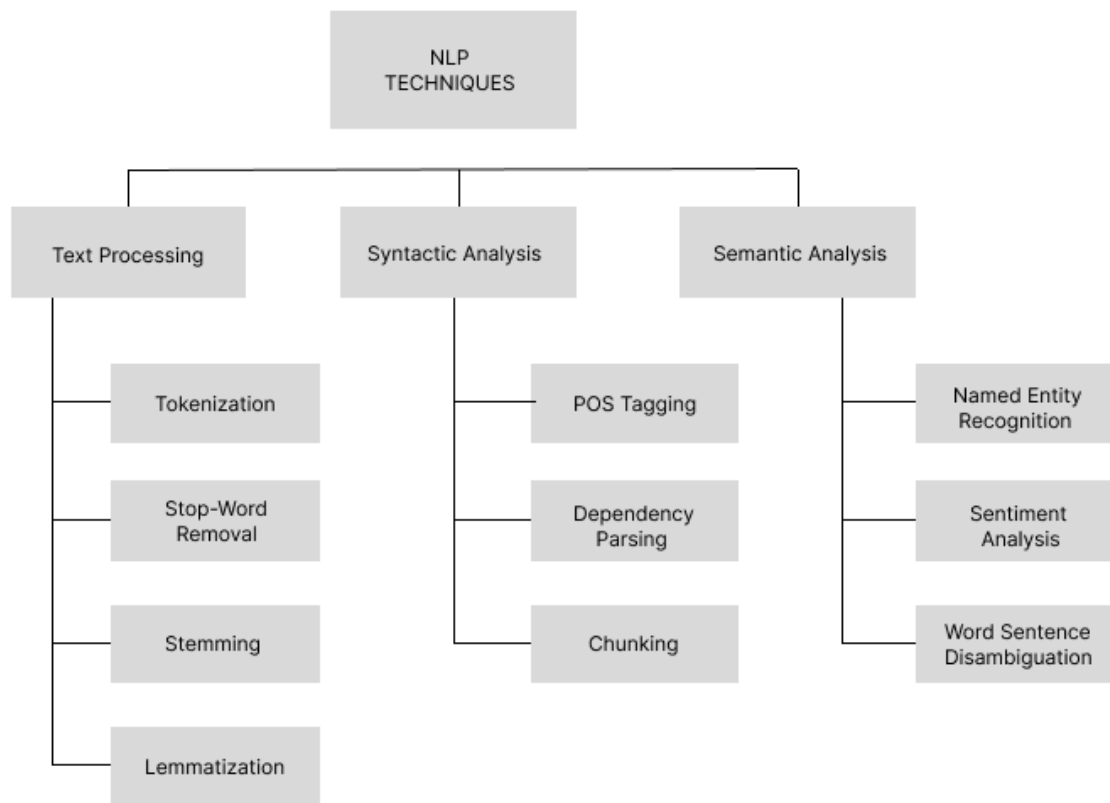 NLP
TECHNIQUES
Text Processing
Syntactic Analysis
Semantic Analysis
Tokenization
POS Tagging
Named Entity
Recognition
Stop-Word
Removal
Dependency
Parsing
Sentiment
Analysis
Stemming
Chunking
Word Sentence
Disambiguation
Lemmatization